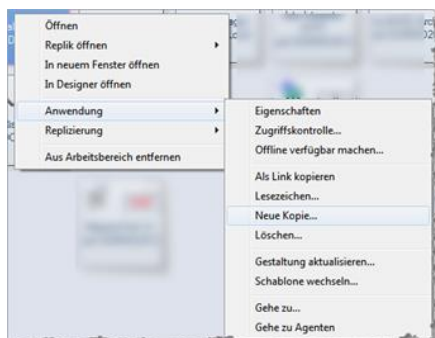 Öffnen
Replik öffnen
In neuem Fenster öffnen
In Designer öffnen
Anwendung
Replizierung
Aus Arbeitsbereich entfernen
Eigenschaften
Zugriffskontrolle...
Offline verfügbar machen...
Als Link kopieren
Lesezeichen...
Neue Kopie...
Löschen...
Gestaltung aktualisieren...
Schablone wechseln...
Gehe zu...
Gehe zu Agenten